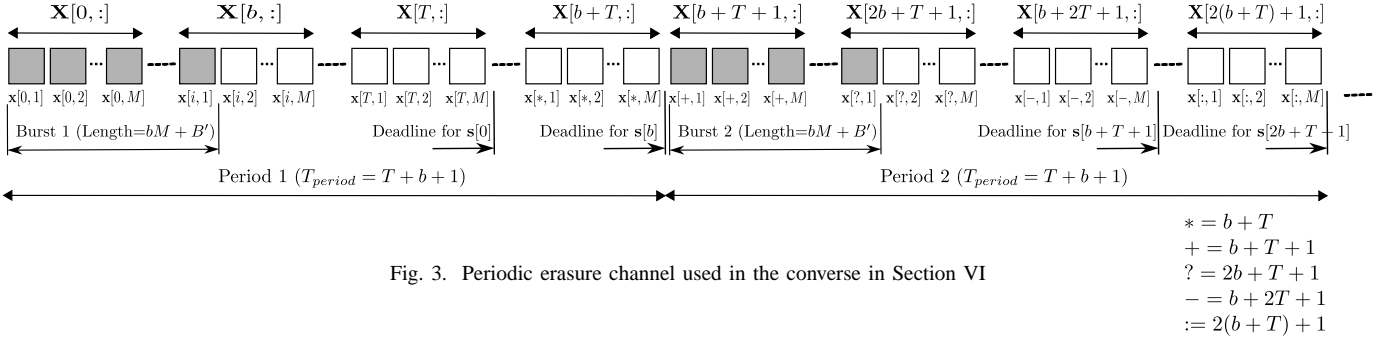 X[0, :] X[b, :] X[T, :] X[b + T, :] X[b + T + 1, :] X[2b + T + 1, :] X[b + 2T + 1, :] X[2(b + T) + 1, :]
... ... ... ... ... ... ... ...
x[0, 1] x[0, 2] x[0, M] x[i, 1] x[i, 2] x[i, M] x[T, 1] x[T, 2] x[T, M] x[*, 1] x[*, 2] x[*, M] x[+, 1] x[+, 2] x[+, M] x[?, 1] x[?, 2] x[?, M] x[−, 1] x[−, 2] x[−, M] x[:, 1] x[:, 2] x[:, M]
Burst 1 (Length=bM + B′) Deadline for s[0] Deadline for s[b] Burst 2 (Length=bM + B′) Deadline for s[b + T + 1] Deadline for s[2b + T + 1]
Period 1 (T_period = T + b + 1) Period 2 (T_period = T + b + 1)
* = b + T
+ = b + T + 1
? = 2b + T + 1
− = b + 2T + 1
:= 2(b + T) + 1
Fig. 3. Periodic erasure channel used in the converse in Section VI